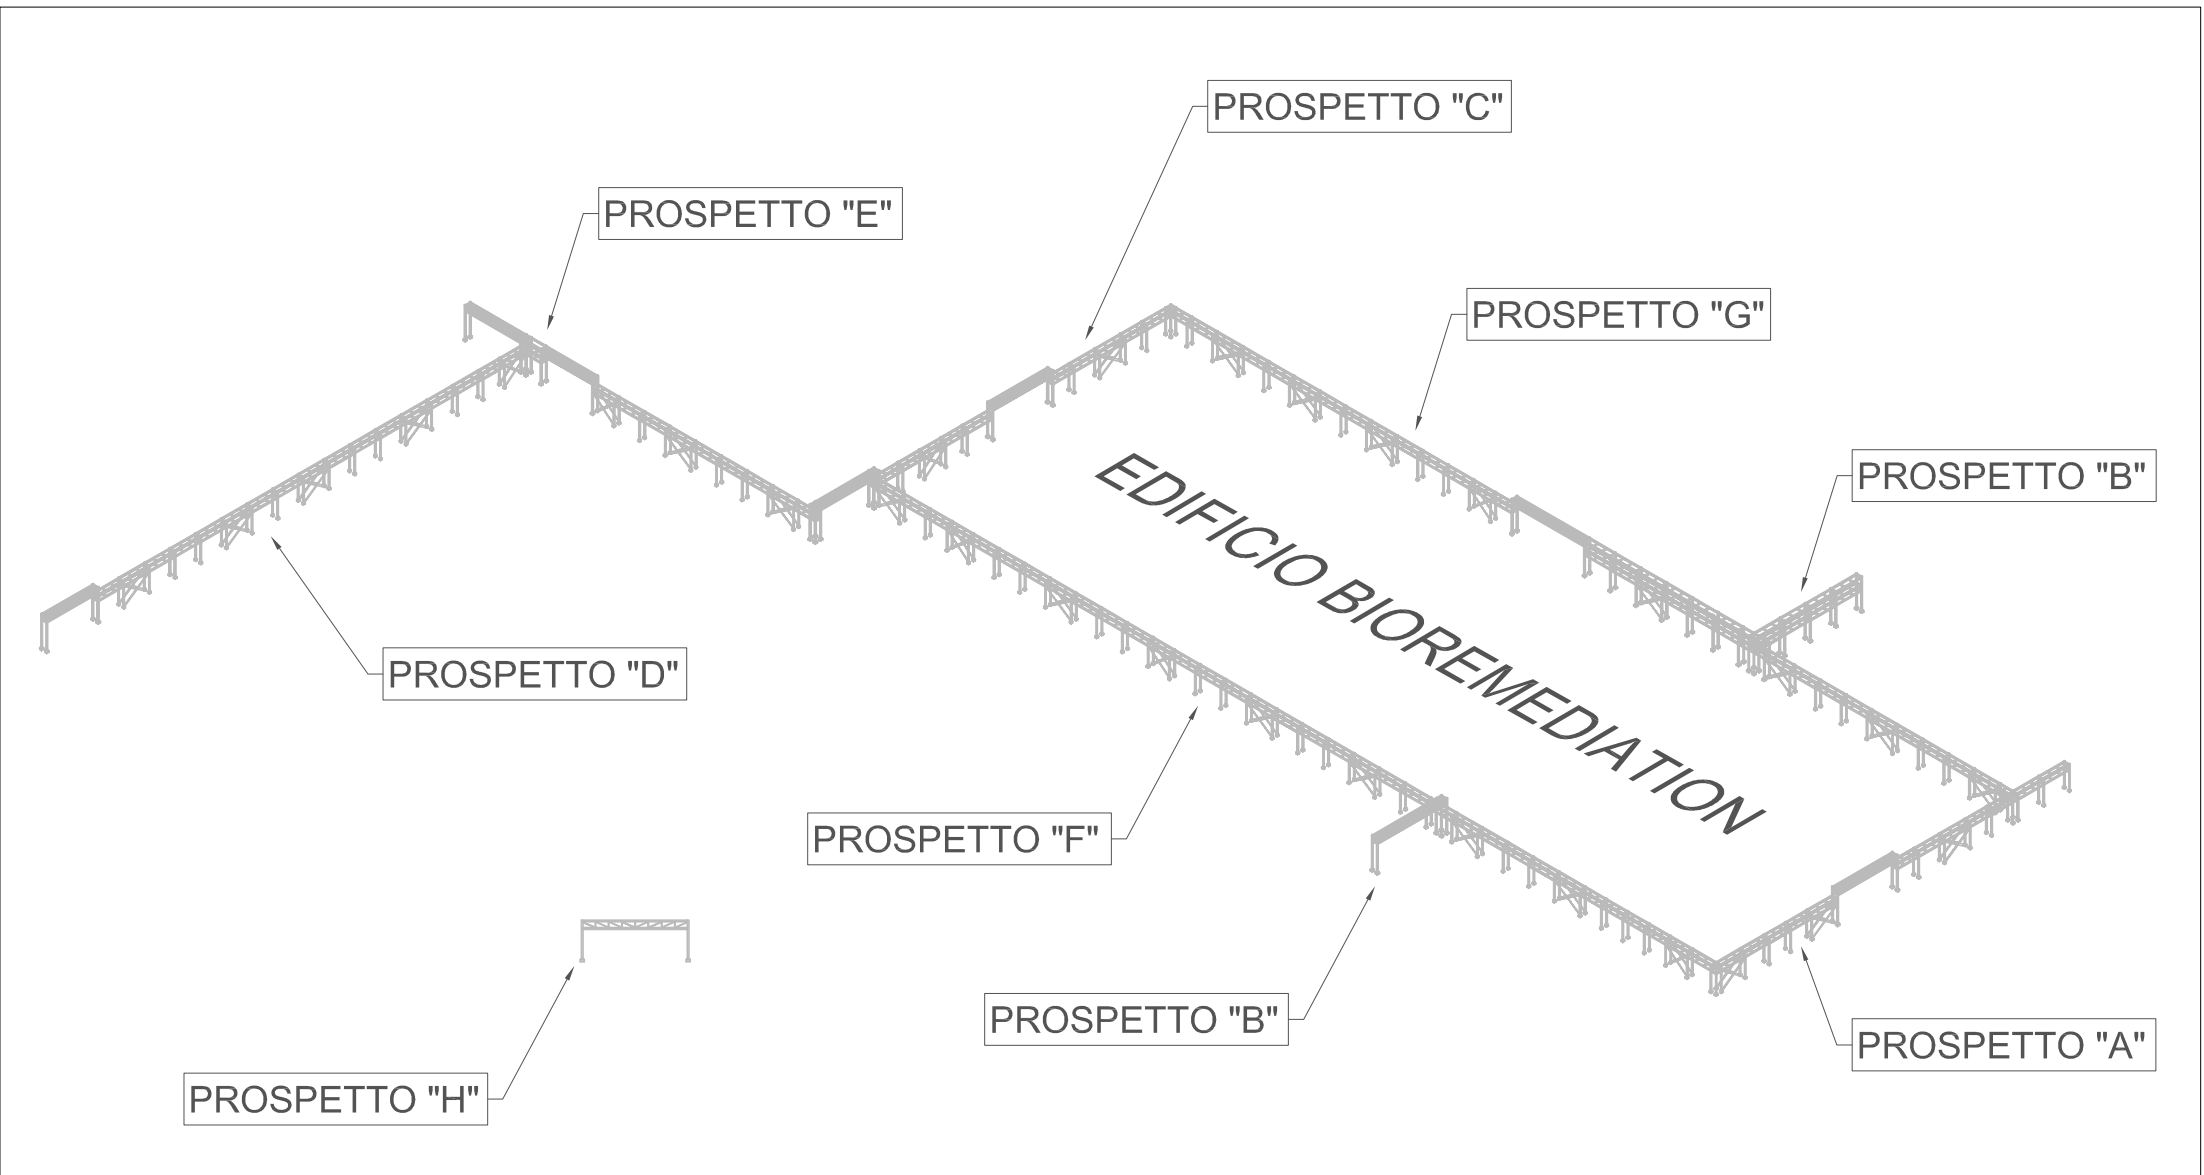 PROSPETTO "C"
PROSPETTO "E"
PROSPETTO "G"
PROSPETTO "B"
EDIFICIO BIOREMEDIATION
PROSPETTO "D"
PROSPETTO "F"
PROSPETTO "B"
PROSPETTO "A"
PROSPETTO "H"